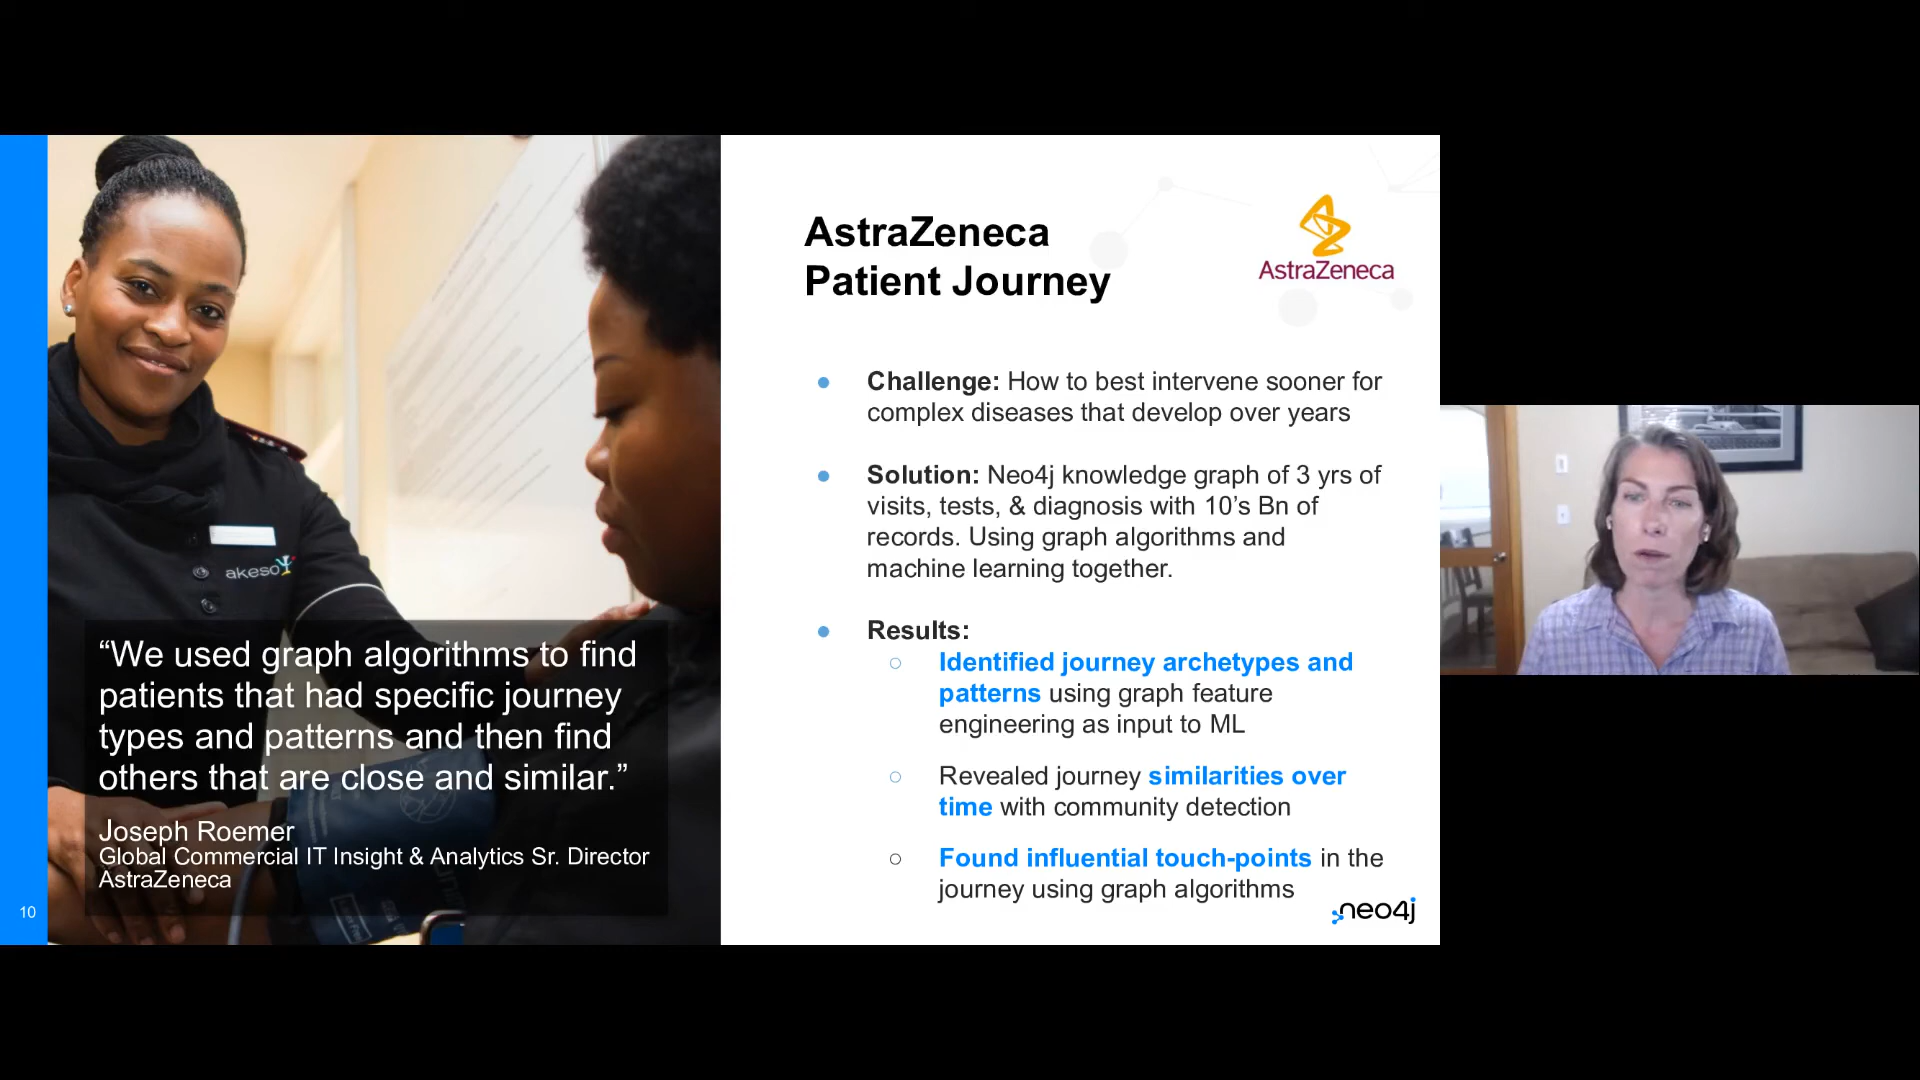 akeso
“We used graph algorithms to find
patients that had specific journey
types and patterns and then find
others that are close and similar.”
Joseph Roemer
Global Commercial IT Insight & Analytics Sr. Director
AstraZeneca
10
AstraZeneca
Patient Journey
AstraZeneca
● Challenge: How to best intervene sooner for
complex diseases that develop over years
● Solution: Neo4j knowledge graph of 3 yrs of
visits, tests, & diagnosis with 10’s Bn of
records. Using graph algorithms and
machine learning together.
● Results:
○ Identified journey archetypes and
patterns using graph feature
engineering as input to ML
○ Revealed journey similarities over
time with community detection
○ Found influential touch-points in the
journey using graph algorithms
neo4j